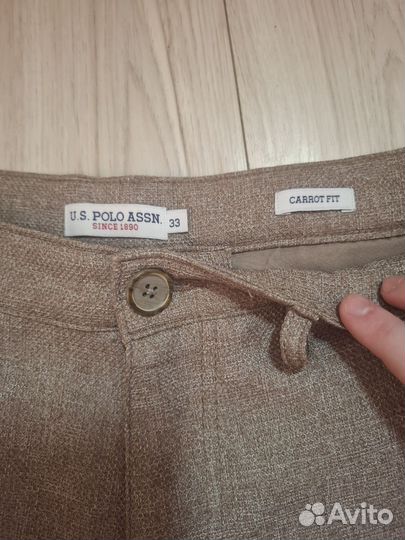 U.S. POLO ASSN.
SINCE 1890
33
CARROT FIT
Avito